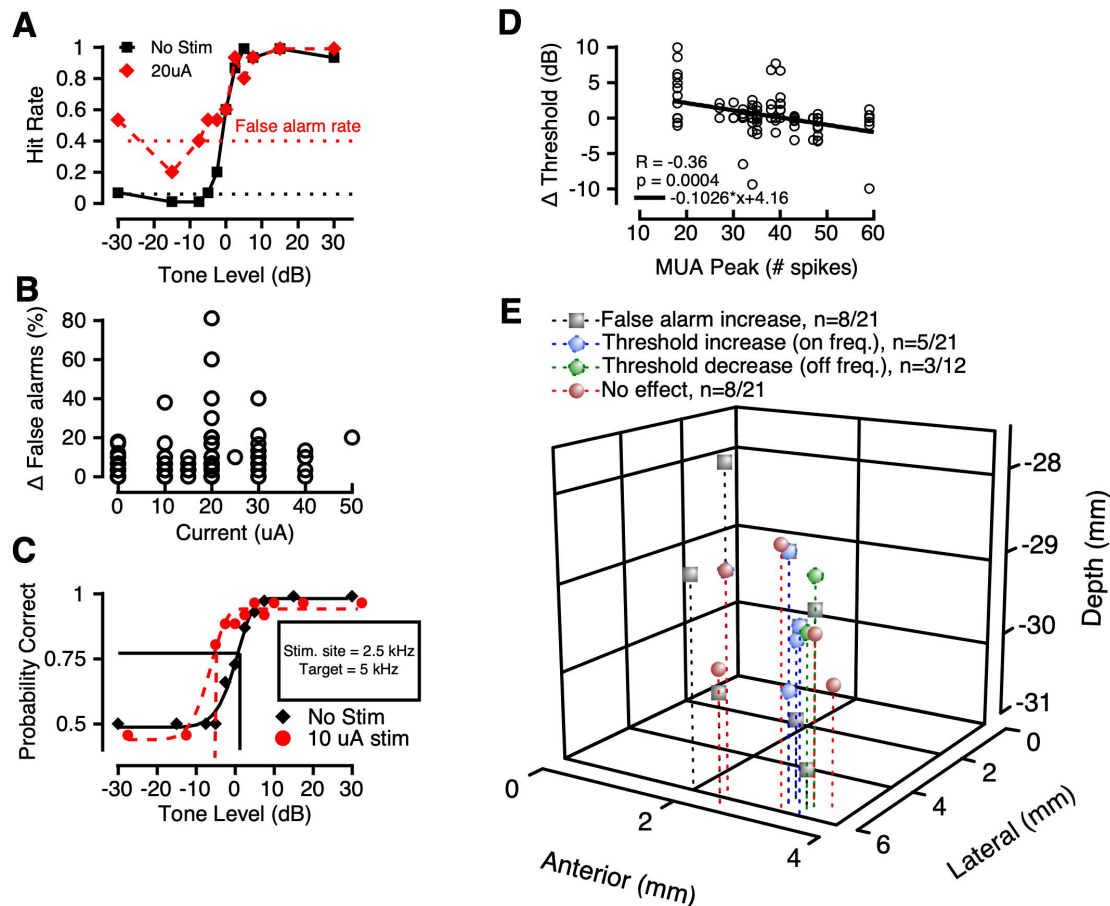 A
No Stim
20uA
False alarm rate
Hit Rate
1
0.8
0.6
0.4
0.2
0
-30 -20 -10 0 10 20 30
Tone Level (dB)
B
Δ False alarms (%)
80
60
40
20
0
0 10 20 30 40 50
Current (uA)
C
Probability Correct
1
0.75
0.5
Stim. site = 2.5 kHz
Target = 5 kHz
No Stim
10 uA stim
-30 -20 -10 0 10 20 30
Tone Level (dB)
D
Δ Threshold (dB)
10
5
0
-5
-10
R = -0.36
p = 0.0004
-0.1026*x+4.16
10 20 30 40 50 60
MUA Peak (# spikes)
E
False alarm increase, n=8/21
Threshold increase (on freq.), n=5/21
Threshold decrease (off freq.), n=3/12
No effect, n=8/21
-28
-29
-30
-31
Depth (mm)
0
2
4
6
Lateral (mm)
0
2
4
Anterior (mm)